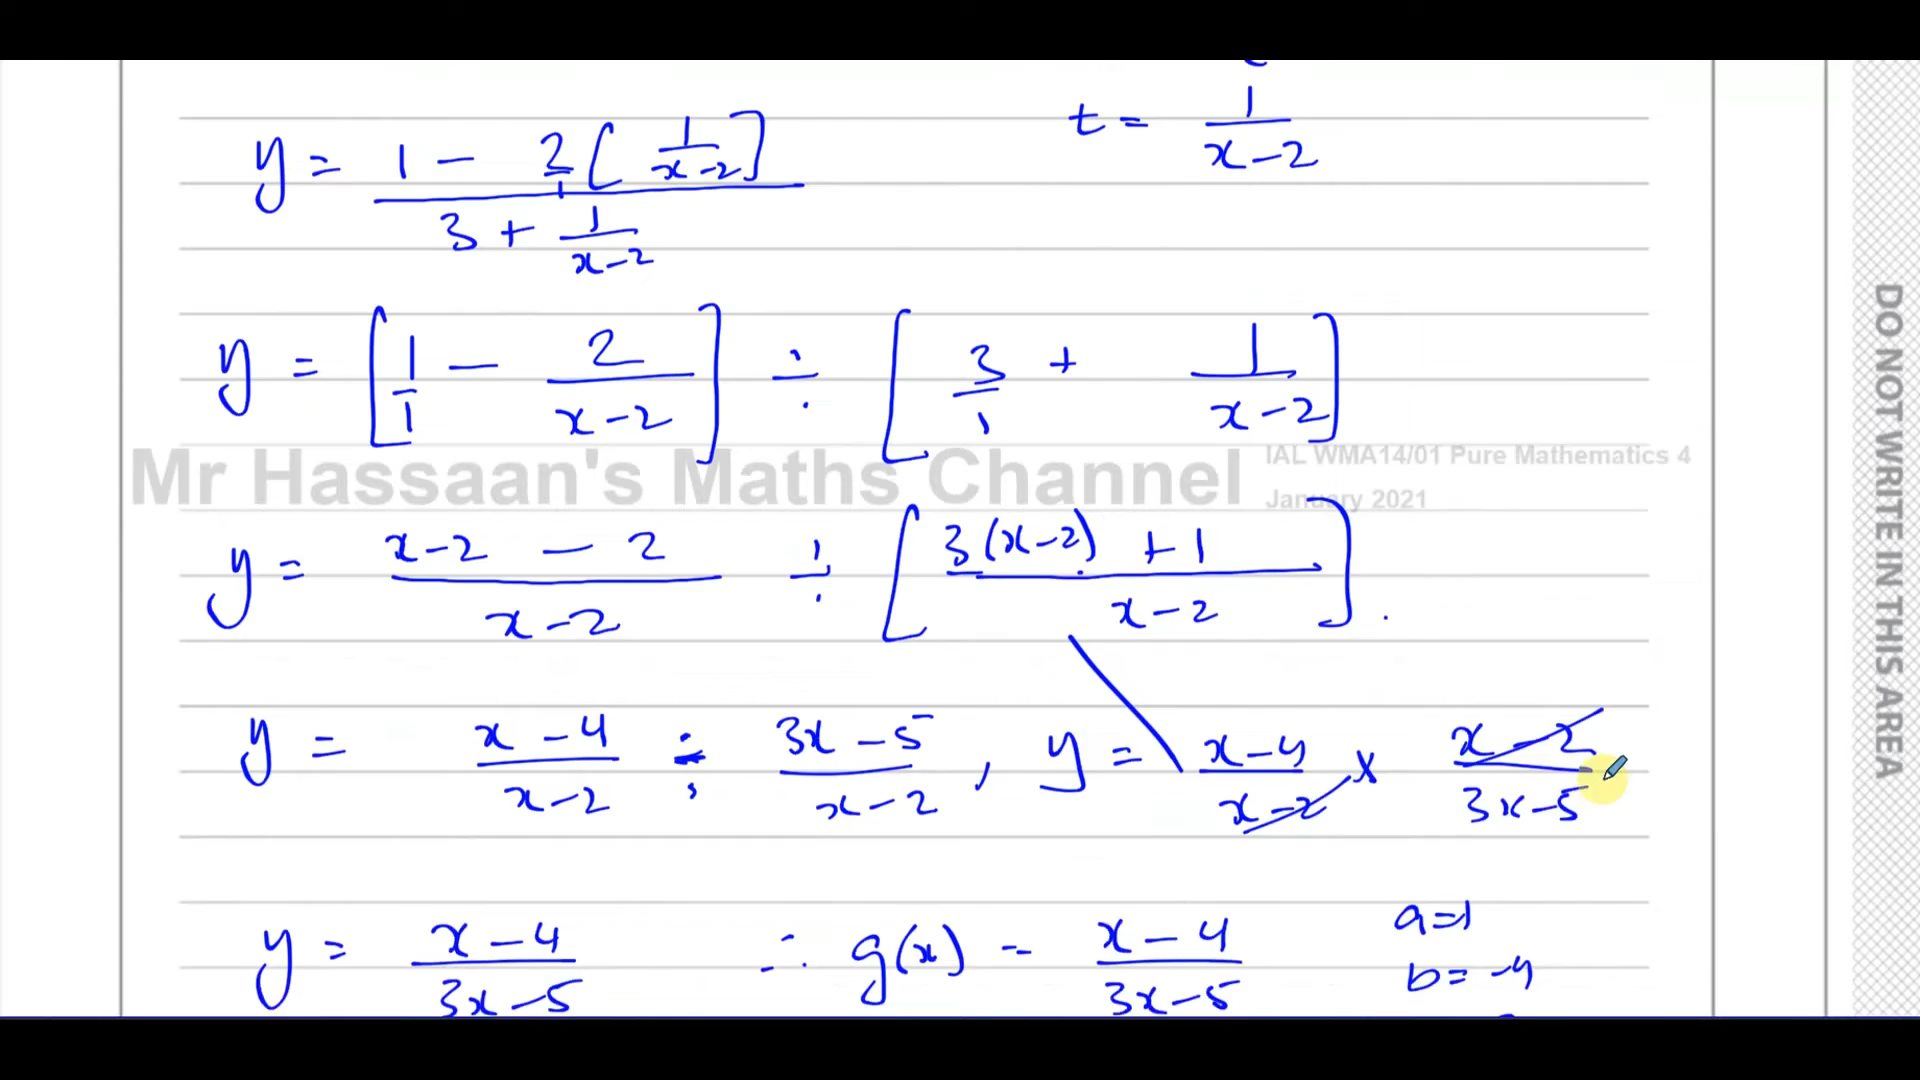 t = 1/(x-2)
y = (1 - 2/1[1/(x-2)])/(3 + 1/(x-2))
y = [1/1 - 2/(x-2)] ÷ [3/1 + 1/(x-2)]
Mr Hassaan's Maths Channel
IAL WMA14/01 Pure Mathematics 4
January 2021
y = (x-2 - 2)/(x-2) ÷ [(3(x-2) + 1)/(x-2)].
y = (x-4)/(x-2) ÷ (3x-5)/(x-2), y = (x-4)/(x-2) × (x-2)/(3x-5)
y = (x-4)/(3x-5) ∴ g(x) = (x-4)/(3x-5)
a=1
b=-4
DO NOT WRITE IN THIS AREA